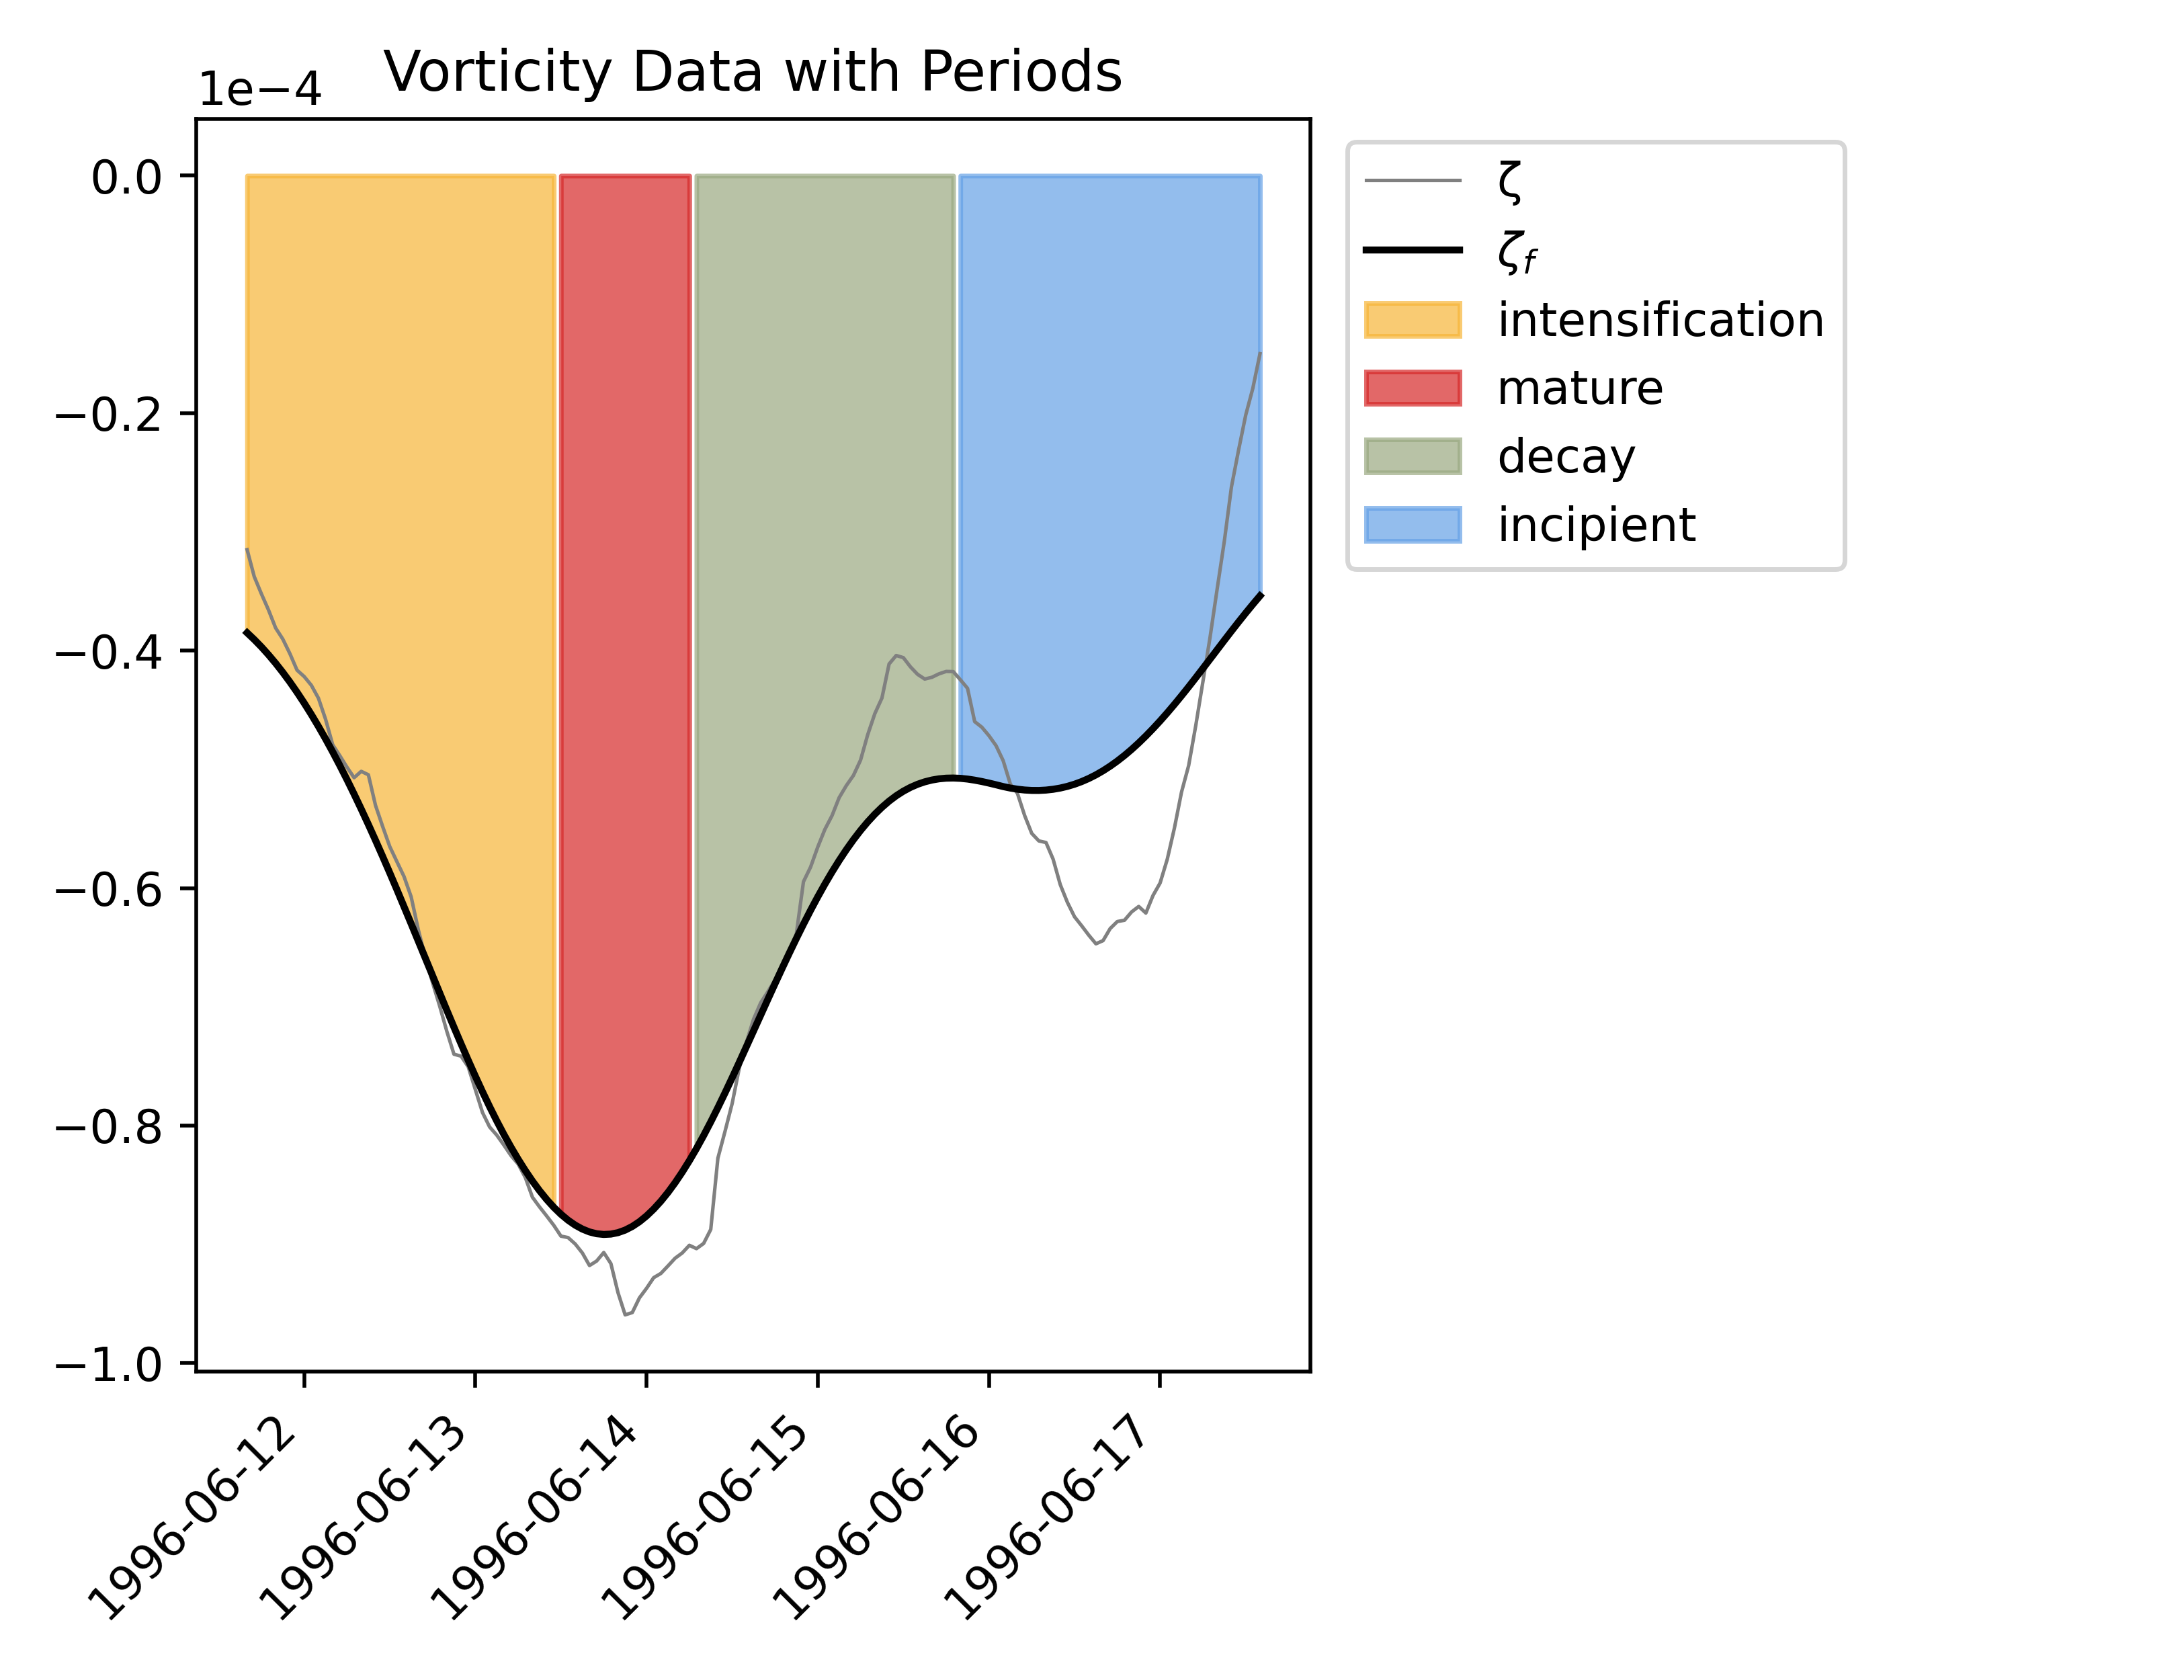 Vorticity Data with Periods
1e−4
0.0
−0.2
−0.4
−0.6
−0.8
−1.0
1996-06-12
1996-06-13
1996-06-14
1996-06-15
1996-06-16
1996-06-17
ζ
ζf
intensification
mature
decay
incipient